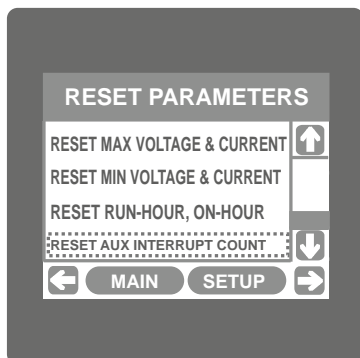 RESET PARAMETERS
RESET MAX VOLTAGE & CURRENT
RESET MIN VOLTAGE & CURRENT
RESET RUN-HOUR, ON-HOUR
RESET AUX INTERRUPT COUNT
MAIN SETUP